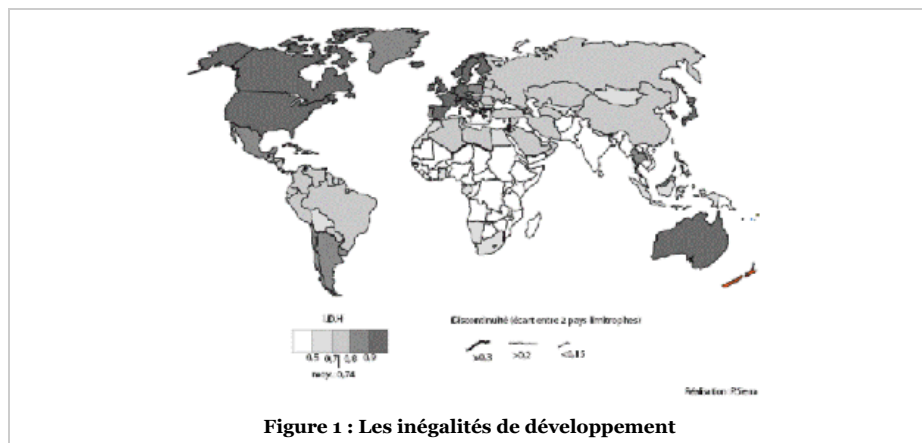 I.D.H
Discontinuité (écart entre 2 pays limitrophes)
0,5 0,7 0,8 0,9
moy. 0,74
>0.3 >0.2 <0.15
Réalisation P.Sierra
Figure 1 : Les inégalités de développement